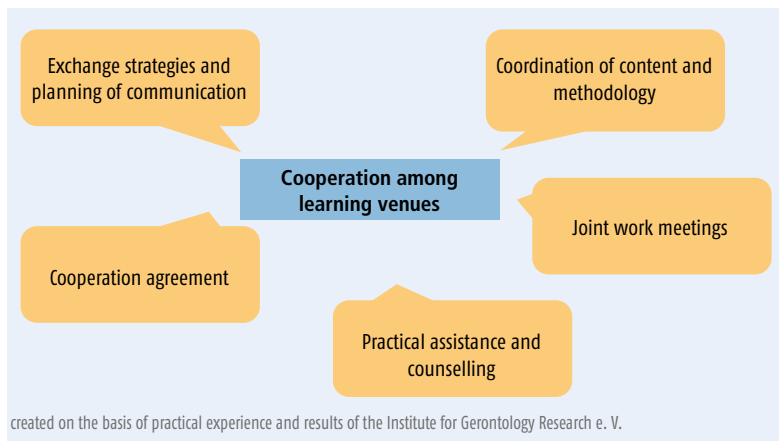 Exchange strategies and
planning of communication
Coordination of content and
methodology
Cooperation among
learning venues
Joint work meetings
Cooperation agreement
Practical assistance and
counselling
created on the basis of practical experience and results of the Institute for Gerontology Research e. V.